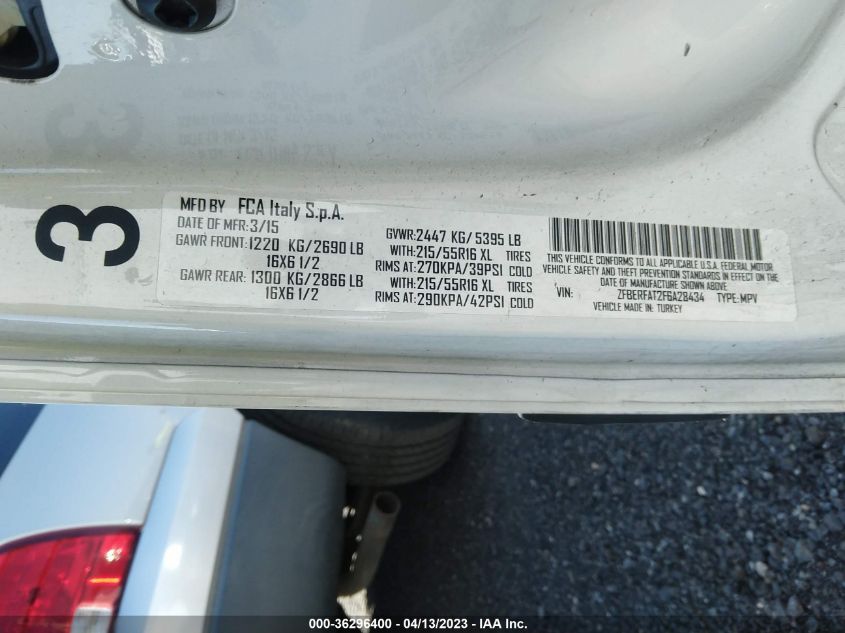 3
MFD BY FCA Italy S.p.A.
DATE OF MFR:3/15
GAWR FRONT:1220 KG/2690 LB
16X6 1/2
GAWR REAR: 1300 KG/2866 LB
16X6 1/2
GVWR:2447 KG/5395 LB
WITH:215/55R16 XL TIRES
RIMS AT:270KPA/39PSI COLD
WITH:215/55R16 XL TIRES
RIMS AT:290KPA/42PSI COLD
THIS VEHICLE CONFORMS TO ALL APPLICABLE U.S.A. FEDERAL MOTOR
VEHICLE SAFETY AND THEFT PREVENTION STANDARDS IN EFFECT ON THE
DATE OF MANUFACTURE SHOWN ABOVE
VIN: ZFBERFAT2F6A28434 TYPE: MPV
VEHICLE MADE IN: TURKEY
000-36296400 - 04/13/2023 - IAA Inc.